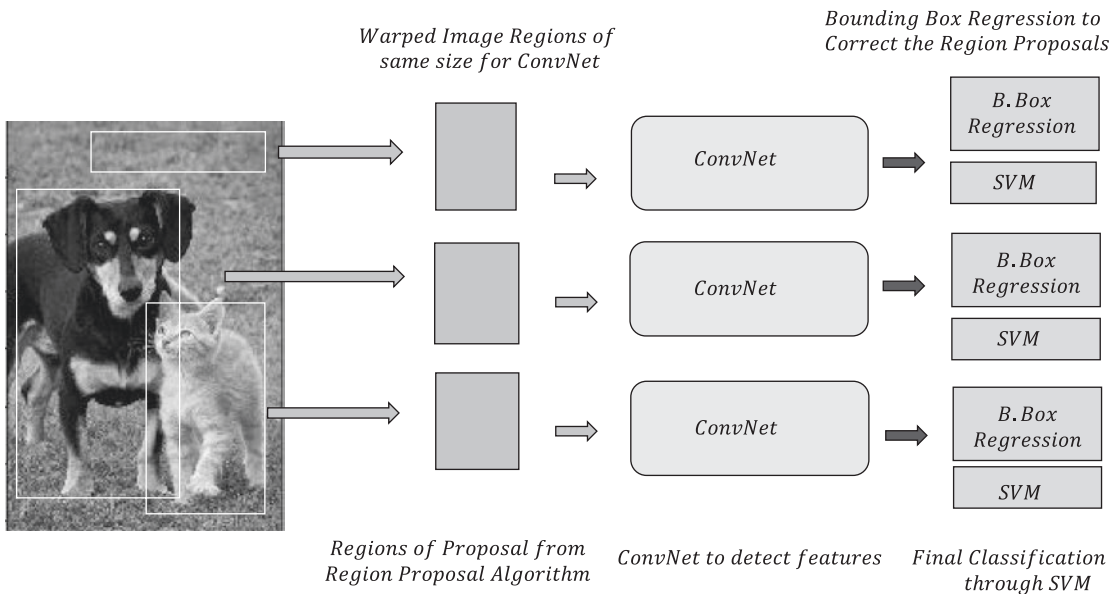 Warped Image Regions of
same size for ConvNet
Bounding Box Regression to
Correct the Region Proposals
ConvNet
B.Box
Regression
SVM
ConvNet
B.Box
Regression
SVM
ConvNet
B.Box
Regression
SVM
Regions of Proposal from
Region Proposal Algorithm
ConvNet to detect features
Final Classification
through SVM